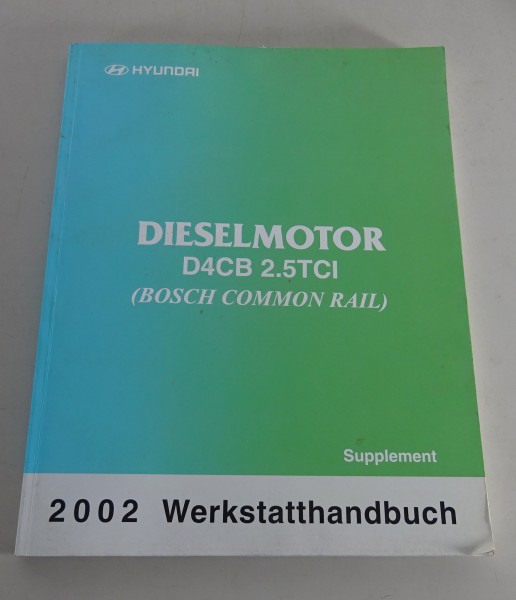 HYUNDAI
DIESELMOTOR
D4CB 2.5TCI
(BOSCH COMMON RAIL)
Supplement
2002 Werkstatthandbuch